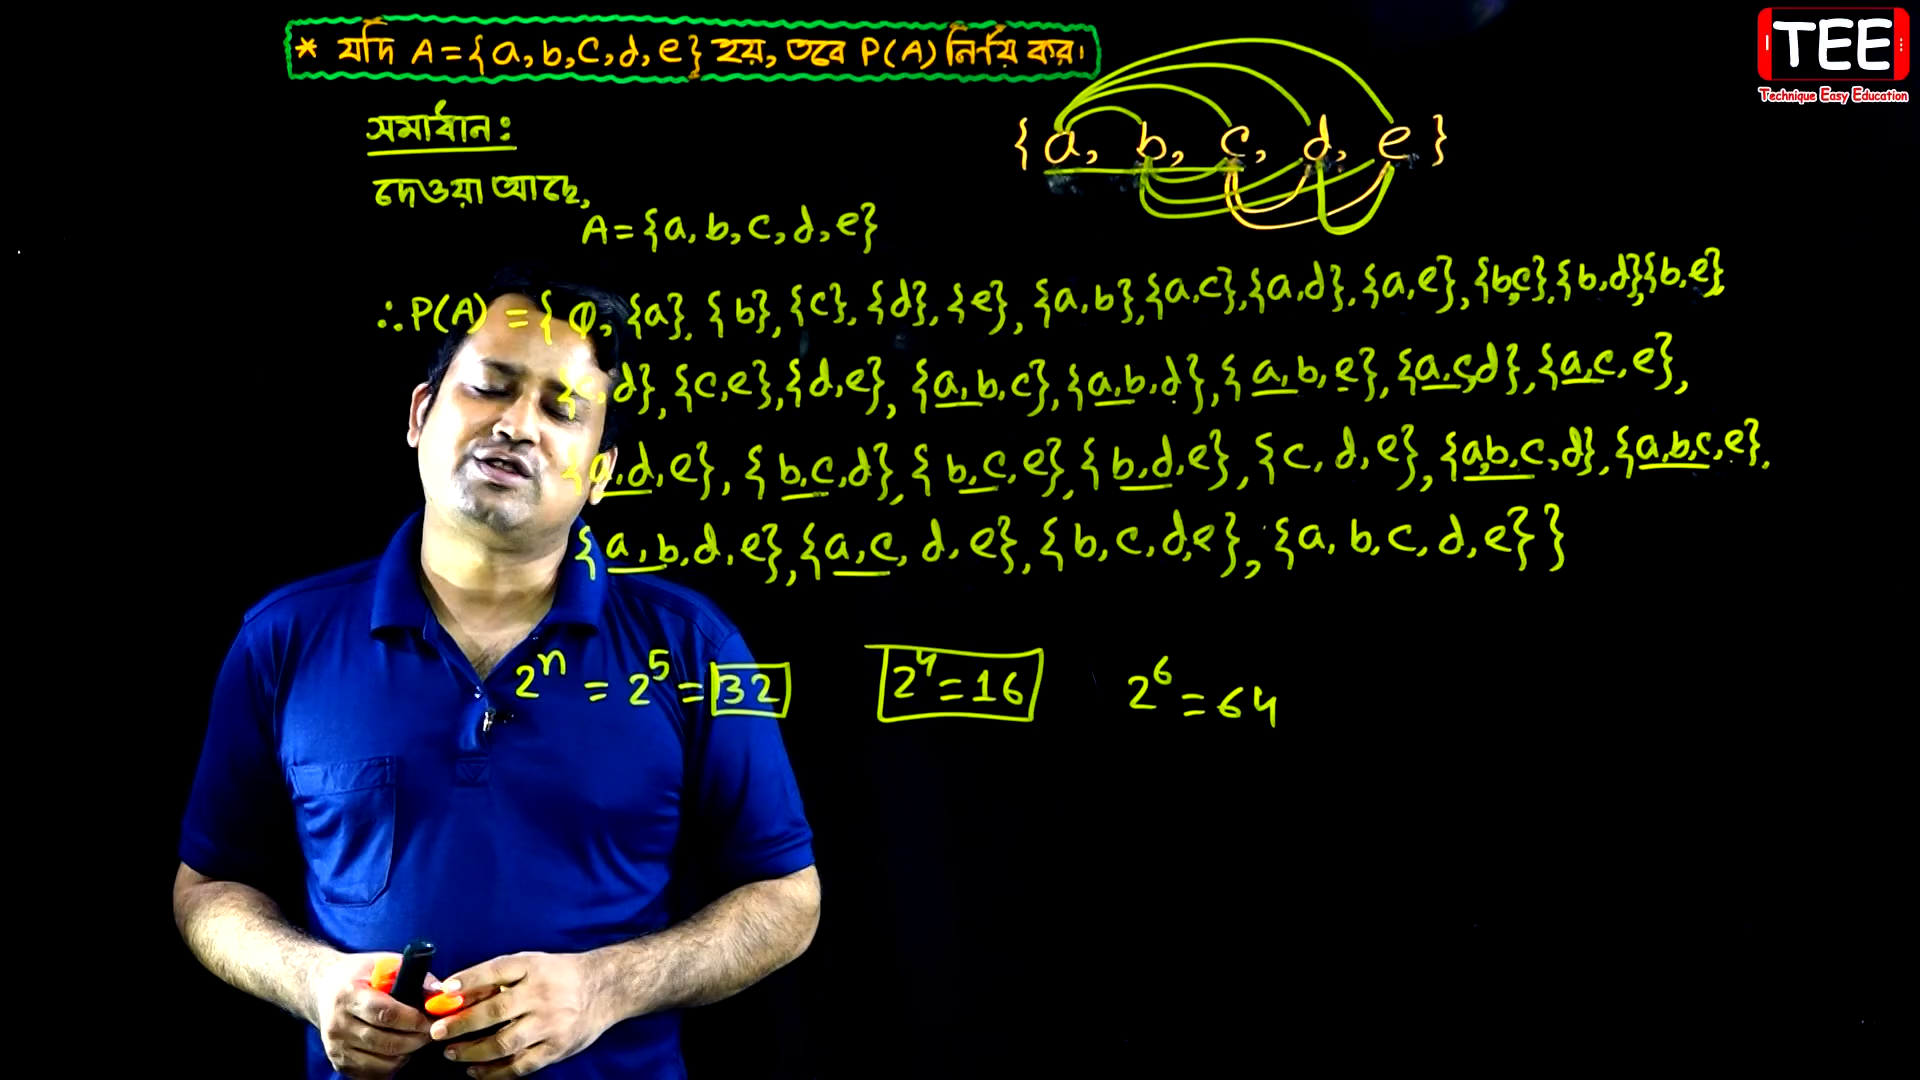 * যদি A={a,b,c,d,e} হয়, তবে P(A) নির্ণয় কর।
TEE
Technique Easy Education
সমাধান:
{a, b, c, d, e}
দেওয়া আছে,
A={a,b,c,d,e}
∴P(A) ={ φ, {a}, {b}, {c}, {d}, {e}, {a,b},{a,c},{a,d},{a,e},{b,c},{b,d},{b,e},
{c,d},{c,e},{d,e}, {a,b,c},{a,b,d},{a,b,e},{a,c,d},{a,c,e},
{a,d,e}, {b,c,d}, {b,c,e}, {b,d,e}, {c,d,e}, {a,b,c,d}, {a,b,c,e},
{a,b,d,e},{a,c,d,e},{b,c,d,e}, {a,b,c,d,e}}
2ⁿ = 2⁵ = 32 2⁴=16 2⁶=64